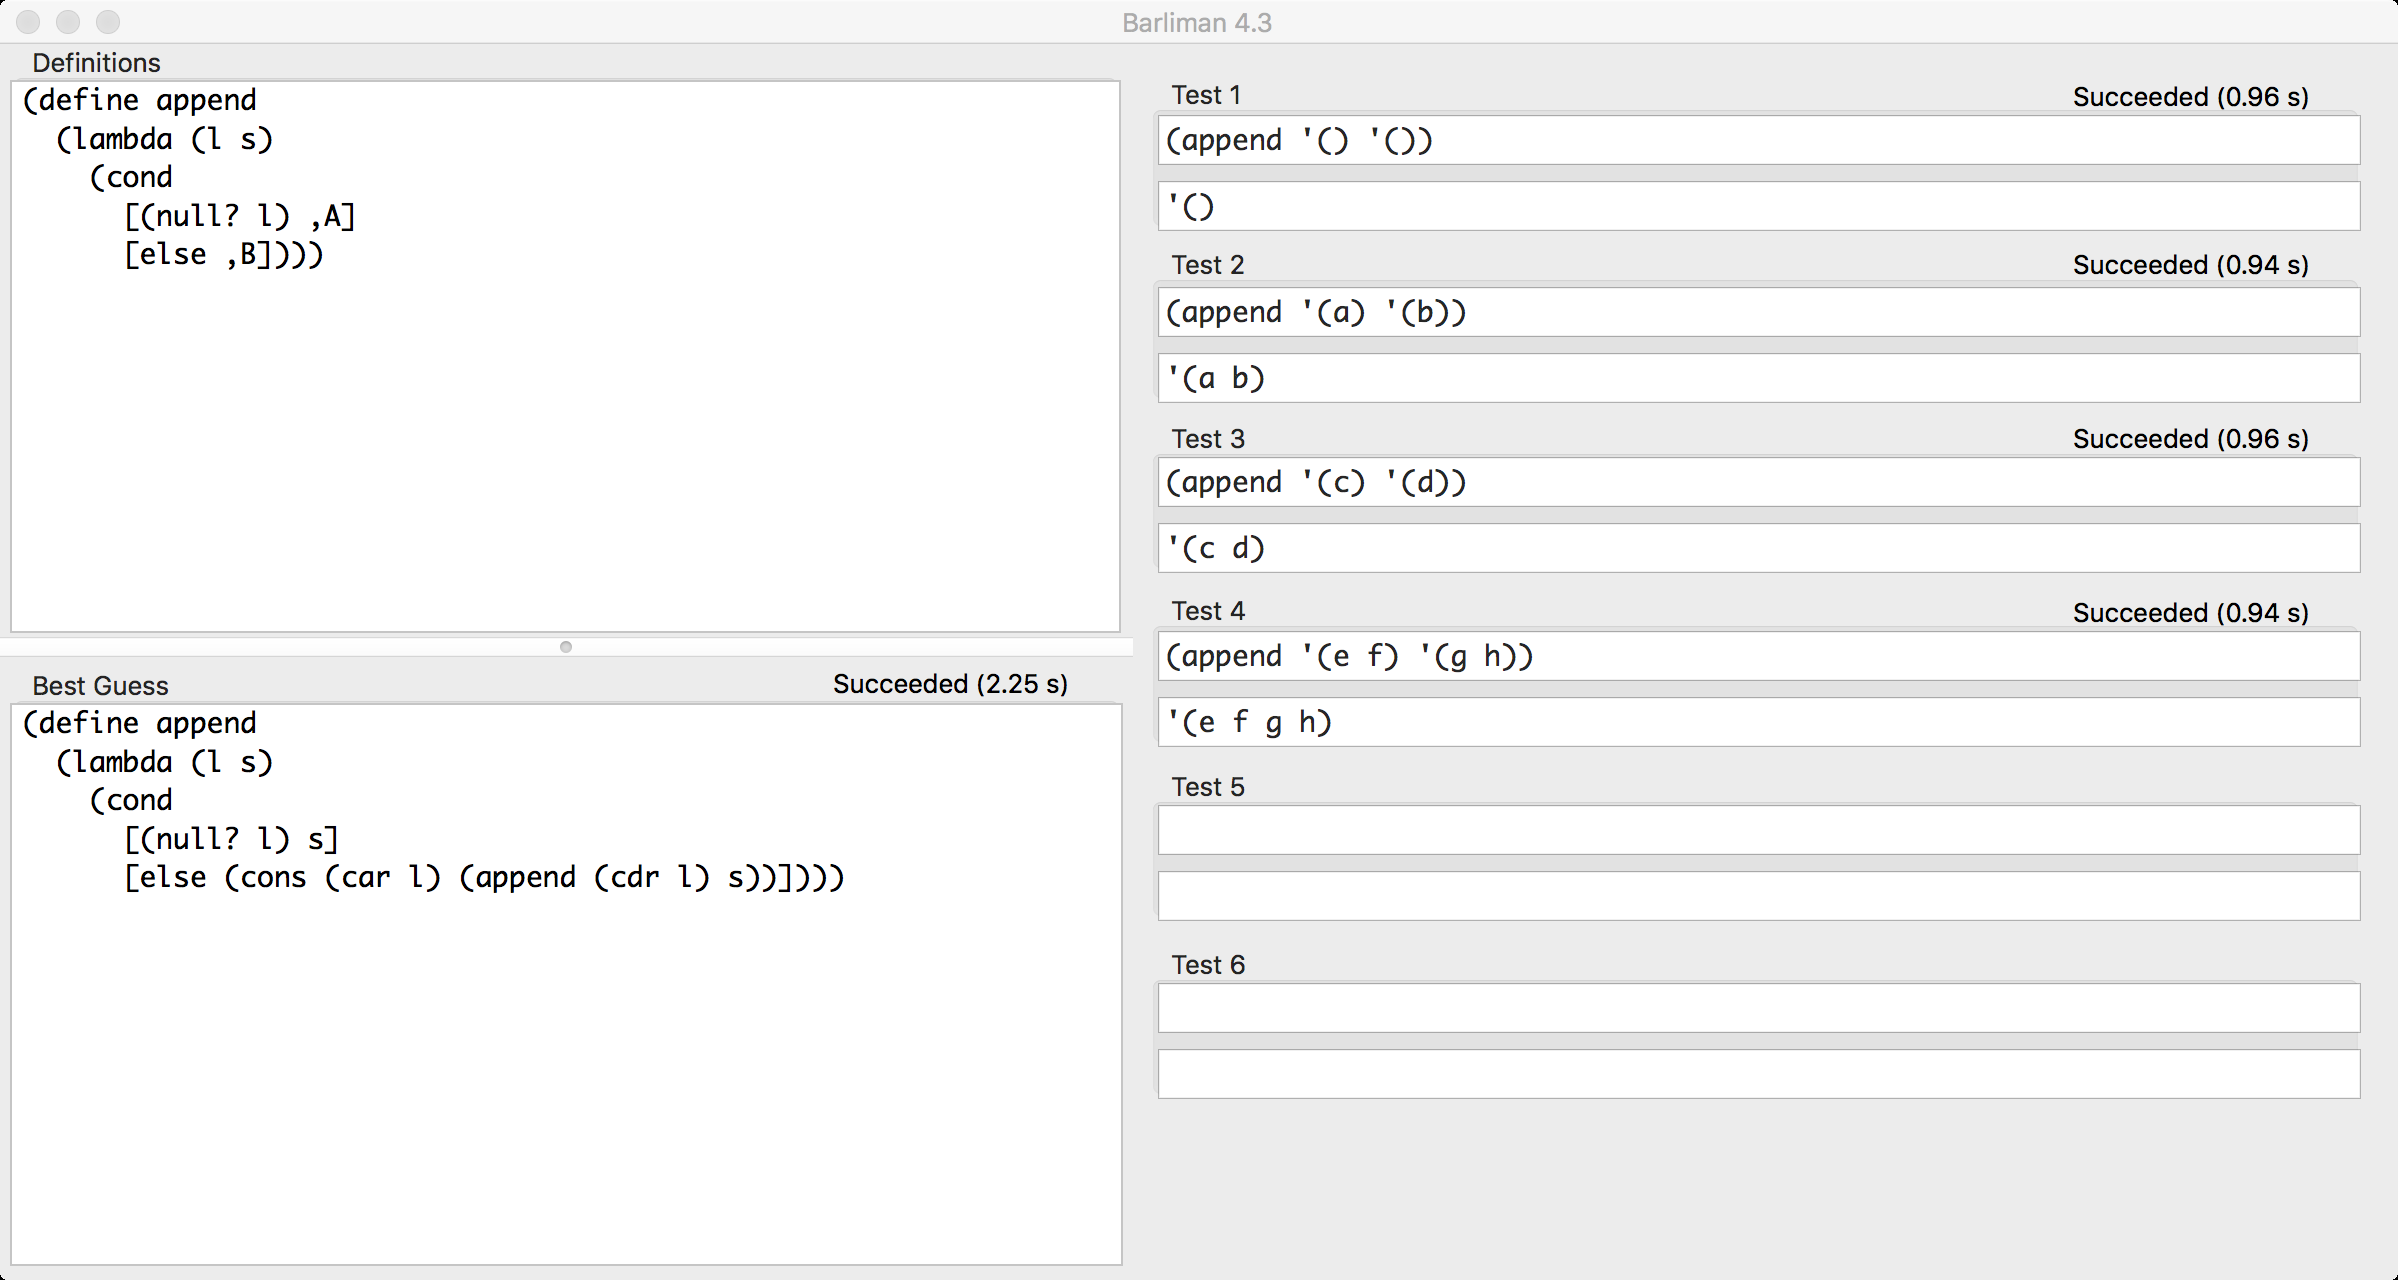 Barliman 4.3
Definitions
(define append
  (lambda (l s)
    (cond
      [(null? l) ,A]
      [else ,B])))
Best Guess
Succeeded (2.25 s)
(define append
  (lambda (l s)
    (cond
      [(null? l) s]
      [else (cons (car l) (append (cdr l) s))])))
Test 1
Succeeded (0.96 s)
(append '() '())
'()
Test 2
Succeeded (0.94 s)
(append '(a) '(b))
'(a b)
Test 3
Succeeded (0.96 s)
(append '(c) '(d))
'(c d)
Test 4
Succeeded (0.94 s)
(append '(e f) '(g h))
'(e f g h)
Test 5
Test 6